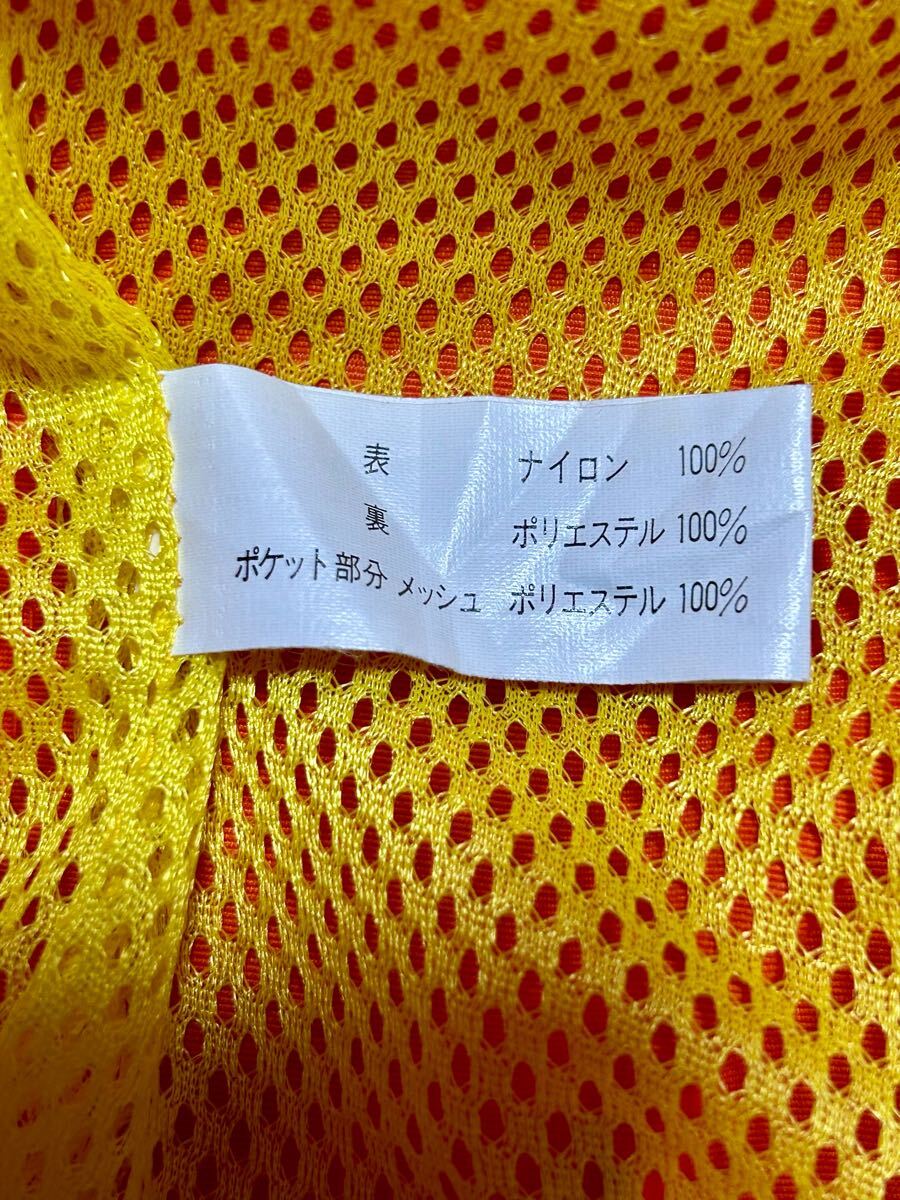 表 ナイロン 100%
裏 ポリエステル 100%
ポケット部分 メッシュ ポリエステル 100%